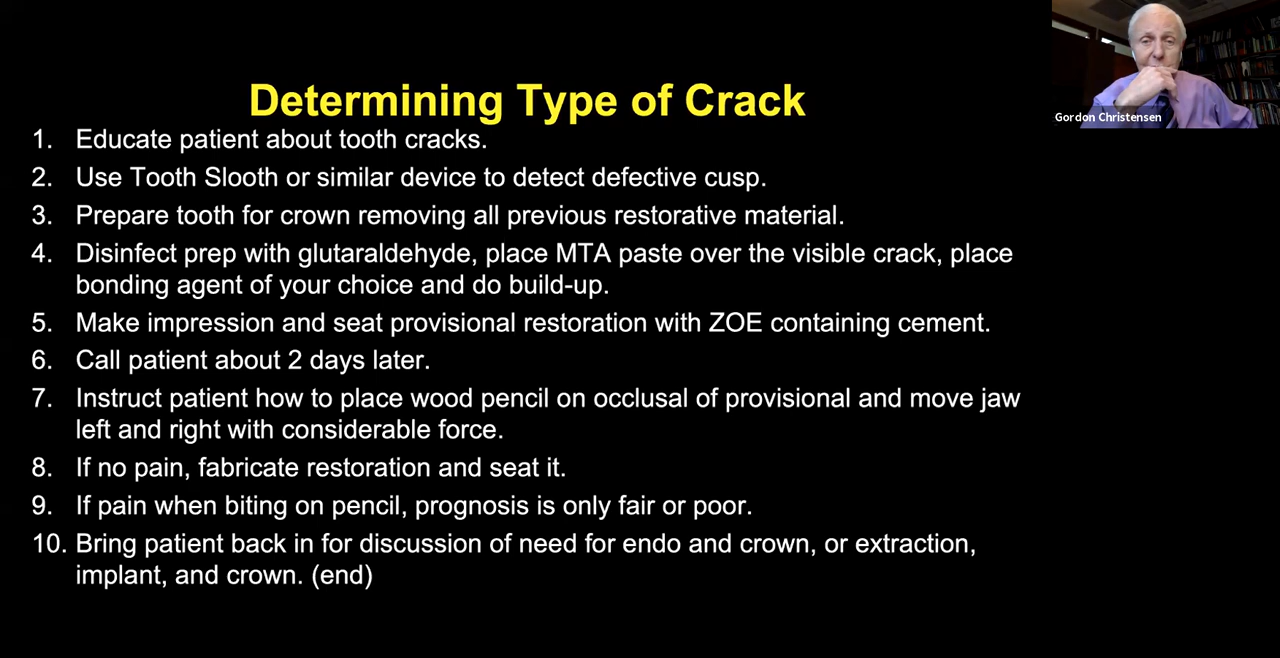 Determining Type of Crack
1. Educate patient about tooth cracks.
2. Use Tooth Slooth or similar device to detect defective cusp.
3. Prepare tooth for crown removing all previous restorative material.
4. Disinfect prep with glutaraldehyde, place MTA paste over the visible crack, place
bonding agent of your choice and do build-up.
5. Make impression and seat provisional restoration with ZOE containing cement.
6. Call patient about 2 days later.
7. Instruct patient how to place wood pencil on occlusal of provisional and move jaw
left and right with considerable force.
8. If no pain, fabricate restoration and seat it.
9. If pain when biting on pencil, prognosis is only fair or poor.
10. Bring patient back in for discussion of need for endo and crown, or extraction,
implant, and crown. (end)
Gordon Christensen